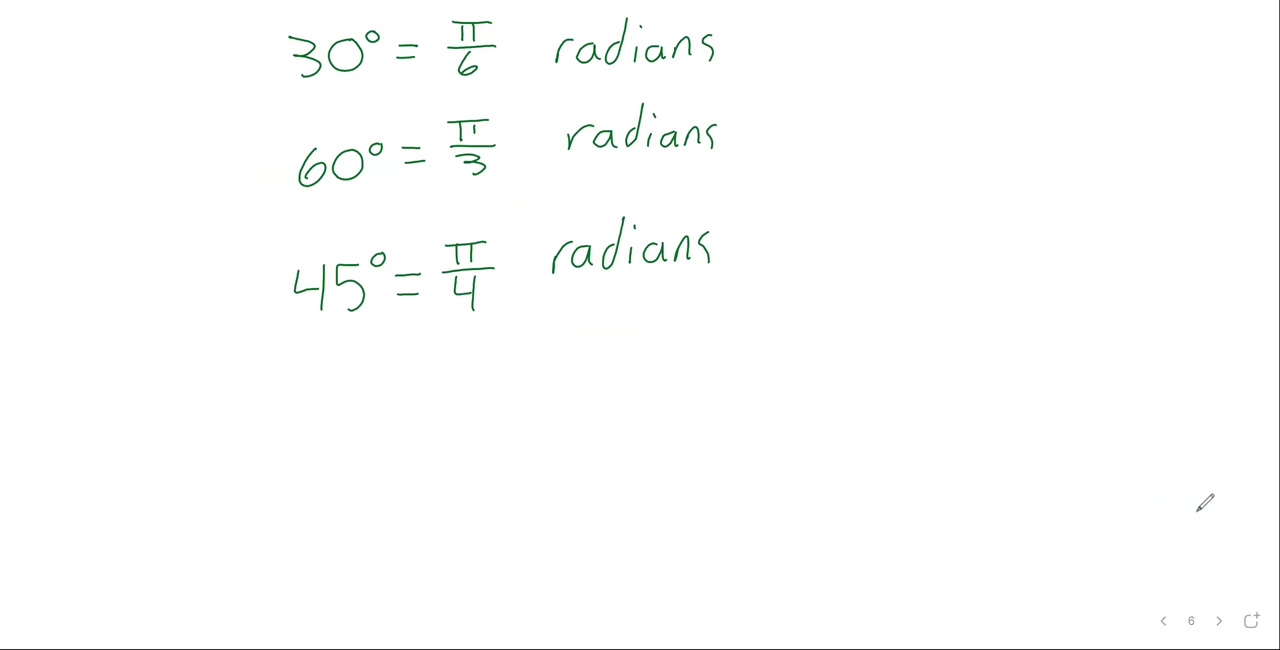 30° = π/6 radians
60° = π/3 radians
45° = π/4 radians
6